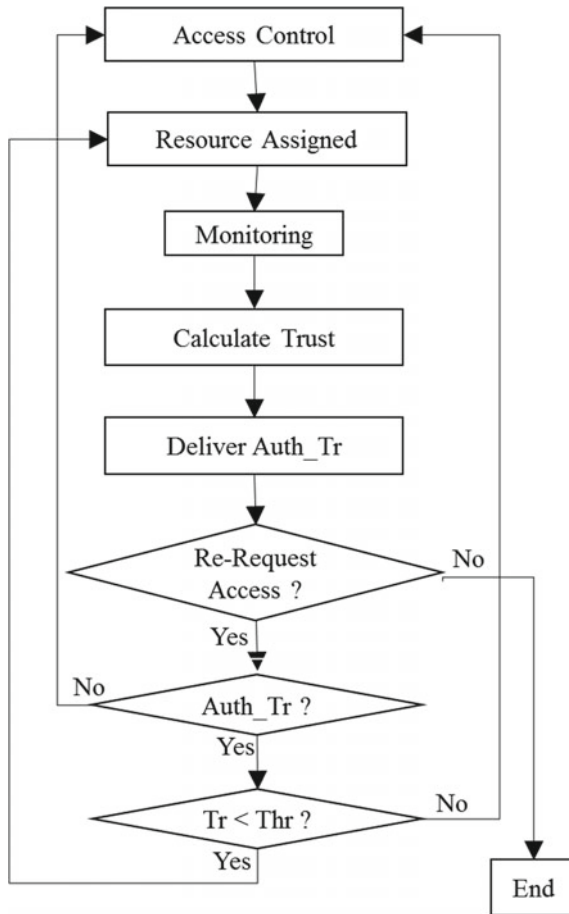 Access Control
Resource Assigned
Monitoring
Calculate Trust
Deliver Auth_Tr
Re-Request
Access ?
No
Yes
No
Auth_Tr ?
Yes
Tr < Thr ?
No
Yes
End